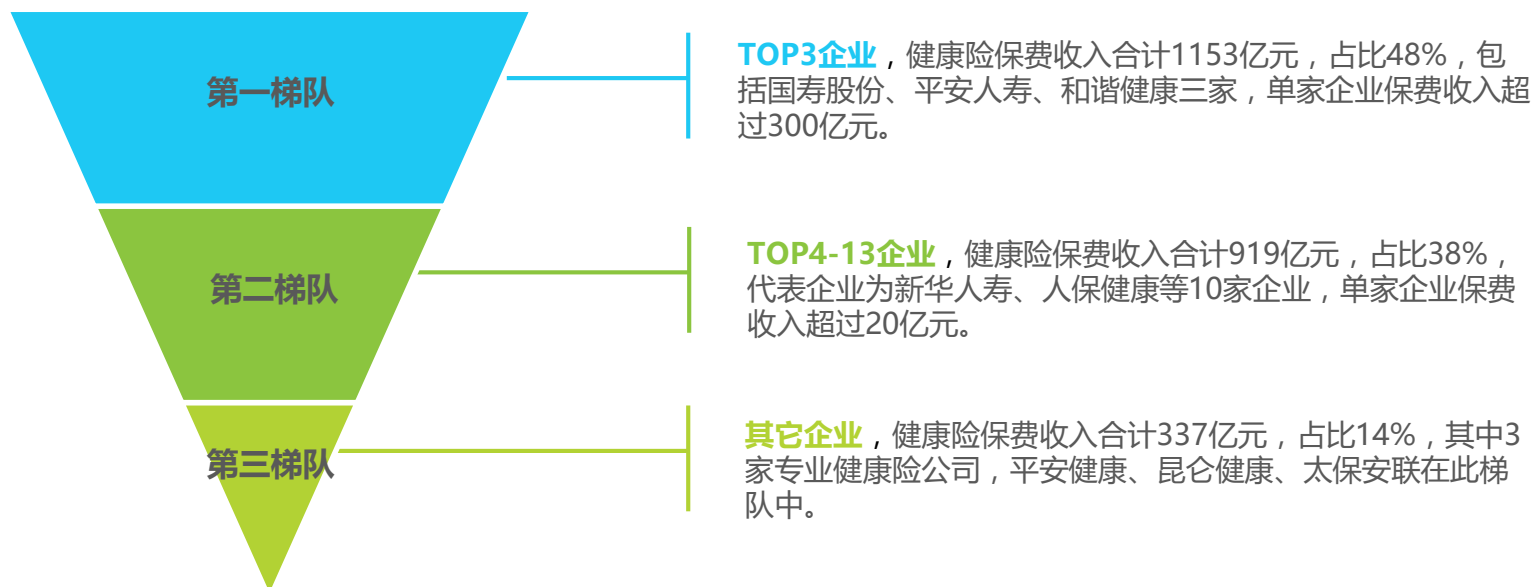 第一梯队
TOP3企业，健康险保费收入合计1153亿元，占比48%，包
括国寿股份、平安人寿、和谐健康三家，单家企业保费收入超
过300亿元。
第二梯队
TOP4-13企业，健康险保费收入合计919亿元，占比38%，
代表企业为新华人寿、人保健康等10家企业，单家企业保费
收入超过20亿元。
第三梯队
其它企业，健康险保费收入合计337亿元，占比14%，其中3
家专业健康险公司，平安健康、昆仑健康、太保安联在此梯
队中。